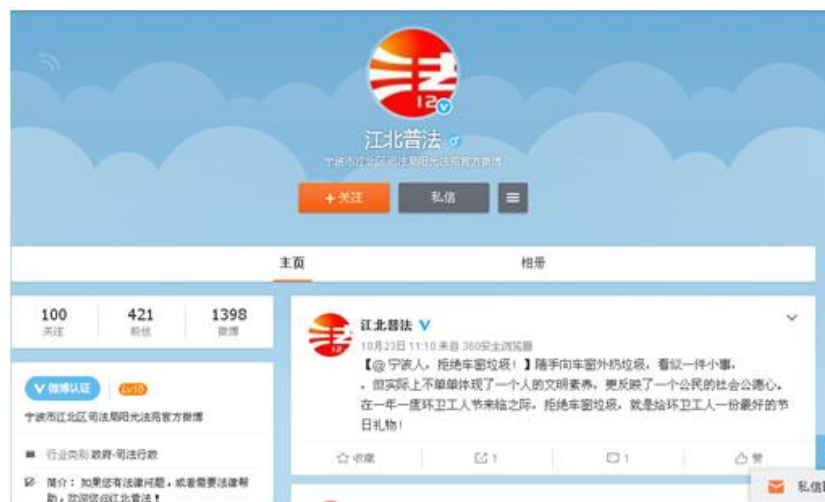 法
12
江北普法
宁波市江北区司法局阳光法苑官方微博
+关注
私信
主页
相册
100
421
1398
关注
粉丝
微博
江北普法
10月23日 11:10 来自 360安全浏览器
【@宁波人，拒绝车窗垃圾！】随手向车窗外扔垃圾，看似一件小事，
，但实际上不单单体现了一个人的文明素养，更反映了一个公民的社会公德心。
在一年一度环卫工人节来临之际，拒绝车窗垃圾，就是给环卫工人一份最好的节
日礼物！
收藏
1
1
赞
V 微博认证
Lv15
宁波市江北区司法局阳光法苑官方微博
行业类别 政府-司法行政
简介：如果您有法律问题，或者需要法律帮
助，欢迎您@江北普法！
私信